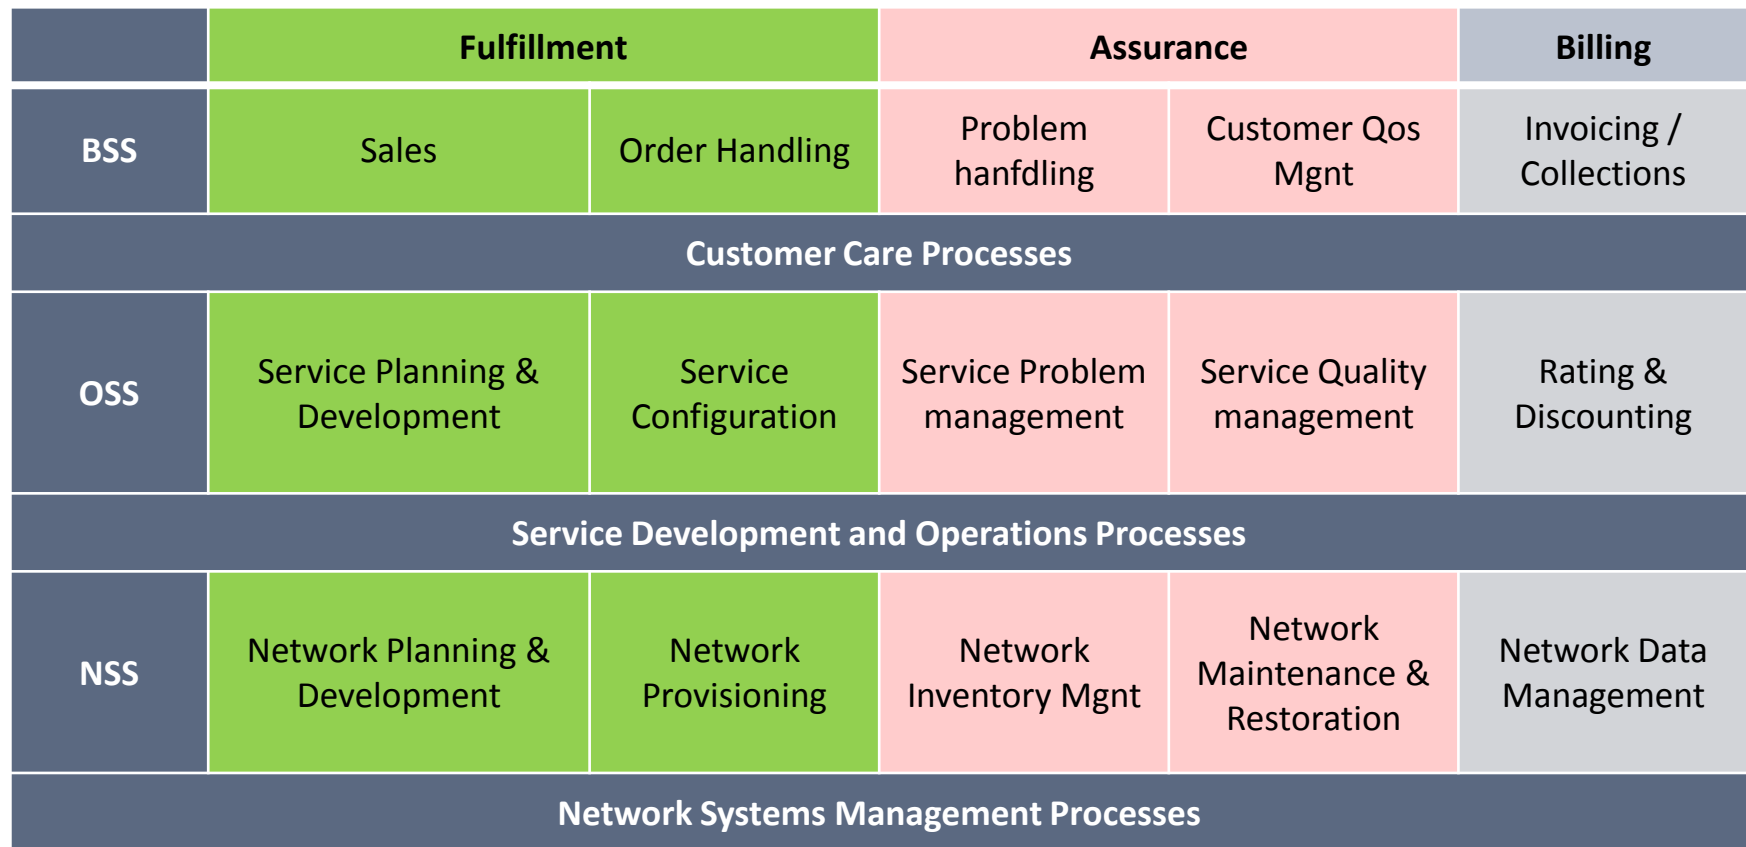 Fulfillment
Assurance
Billing
BSS
Sales
Order Handling
Problem
hanfdling
Customer Qos
Mgnt
Invoicing /
Collections
Customer Care Processes
OSS
Service Planning &
Development
Service
Configuration
Service Problem
management
Service Quality
management
Rating &
Discounting
Service Development and Operations Processes
NSS
Network Planning &
Development
Network
Provisioning
Network
Inventory Mgnt
Network
Maintenance &
Restoration
Network Data
Management
Network Systems Management Processes